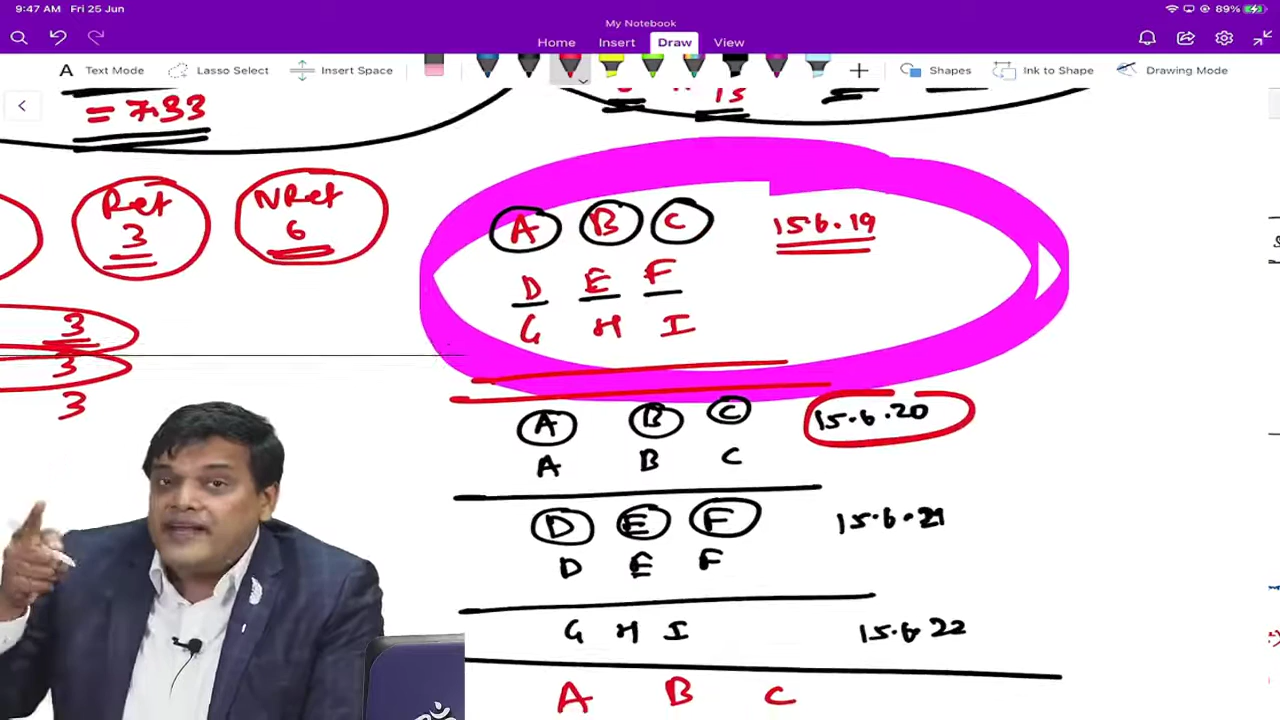 9:47 AM Fri 25 Jun
89%
My Notebook
Home Insert Draw View
A Text Mode Lasso Select Insert Space Shapes Ink to Shape Drawing Mode
= 7.33
15
Ret
3
NRet
6
3
3
3
A B C 15.6.19
D E F
G H I
A B C 15.6.20
A B C
D E F 15.6.21
D E F
G H I 15.6.22
A B C